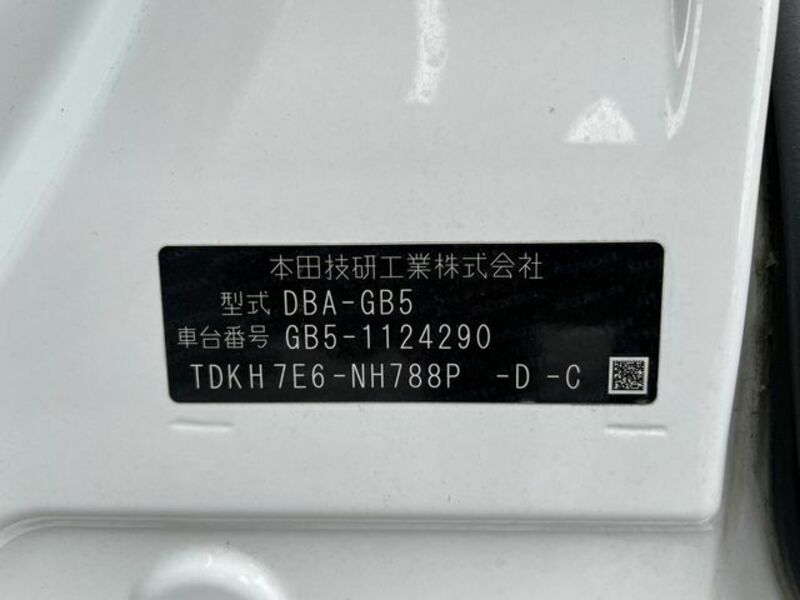 本田技研工業株式会社
型式 DBA-GB5
車台番号 GB5-1124290
TDKH7E6-NH788P -D -C